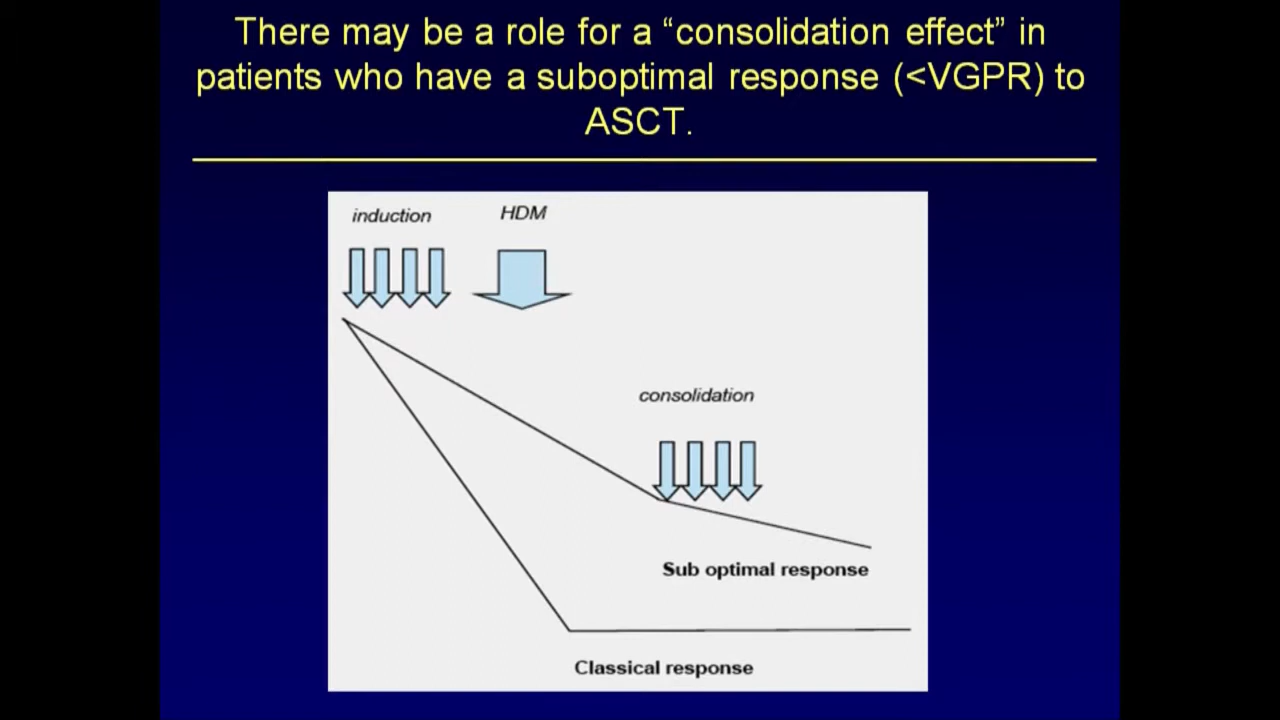 There may be a role for a “consolidation effect” in
patients who have a suboptimal response (<VGPR) to
ASCT.
induction HDM
consolidation
Sub optimal response
Classical response